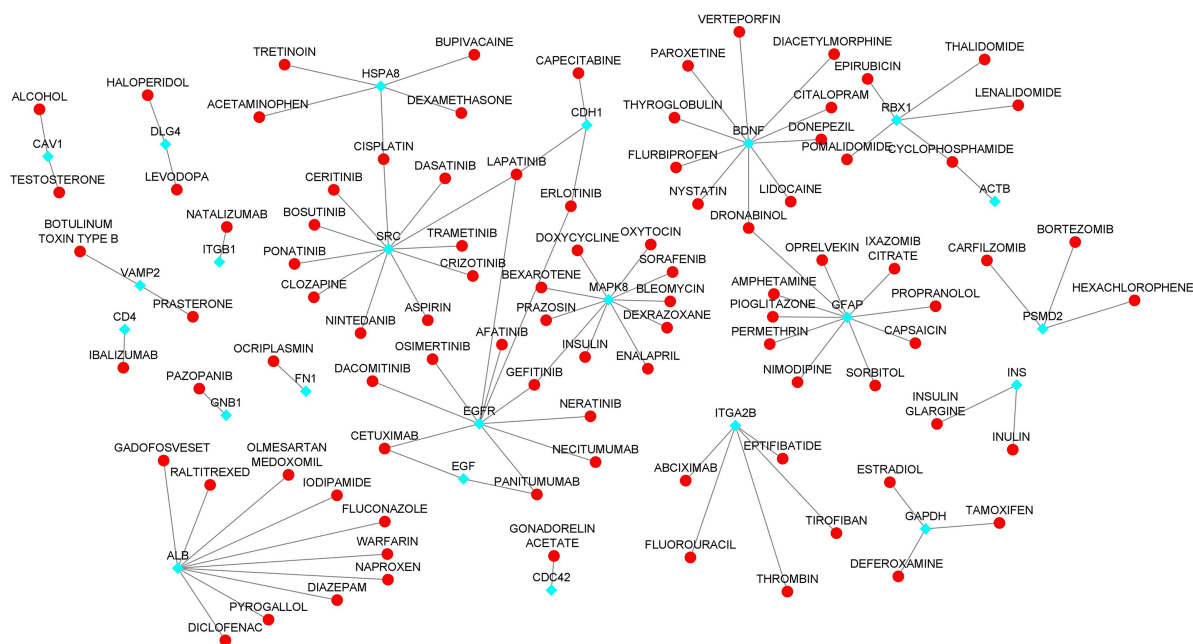 VERTEPORFIN
TRETINOIN
BUPIVACAINE
DIACETYLMORPHINE
THALIDOMIDE
PAROXETINE
CAPECITABINE
EPIRUBICIN
HSPA8
HALOPERIDOL
ALCOHOL
ACETAMINOPHEN
DEXAMETHASONE
CITALOPRAM
LENALIDOMIDE
THYROGLOBULIN
RBX1
CDH1
DLG4
BDNF
DONEPEZIL
CAV1
CISPLATIN
POMALIDOMIDE
LAPATINIB
CYCLOPHOSPHAMIDE
FLURBIPROFEN
DASATINIB
TESTOSTERONE
LEVODOPA
CERITINIB
ERLOTINIB
NYSTATIN
LIDOCAINE
ACTB
NATALIZUMAB
BOSUTINIB
DRONABINOL
BOTULINUM
TOXIN TYPE B
ITGB1
SRC
TRAMETINIB
DOXYCYCLINE
OXYTOCIN
OPRELVEKIN
IXAZOMIB
CITRATE
BORTEZOMIB
CARFILZOMIB
PONATINIB
CRIZOTINIB
BEXAROTENE
SORAFENIB
VAMP2
CLOZAPINE
MAPK8
BLEOMYCIN
AMPHETAMINE
PIOGLITAZONE
PROPRANOLOL
HEXACHLOROPHENE
PRASTERONE
ASPIRIN
PRAZOSIN
DEXRAZOXANE
GFAP
PSMD2
CD4
NINTEDANIB
AFATINIB
PERMETHRIN
CAPSAICIN
IBALIZUMAB
OCRIPLASMIN
OSIMERTINIB
INSULIN
ENALAPRIL
DACOMITINIB
GEFITINIB
NIMODIPINE
SORBITOL
INS
PAZOPANIB
FN1
GNB1
EGFR
NERATINIB
ITGA2B
INSULIN
GLARGINE
CETUXIMAB
INULIN
GADOFOSVESET
OLMESARTAN
MEDOXOMIL
NECITUMUMAB
EPTIFIBATIDE
RALTITREXED
EGF
ABCIXIMAB
ESTRADIOL
IODIPAMIDE
PANITUMUMAB
FLUCONAZOLE
TIROFIBAN
GAPDH
TAMOXIFEN
GONADORELIN
ACETATE
WARFARIN
FLUOROURACIL
ALB
NAPROXEN
DEFEROXAMINE
CDC42
THROMBIN
DIAZEPAM
PYROGALLOL
DICLOFENAC